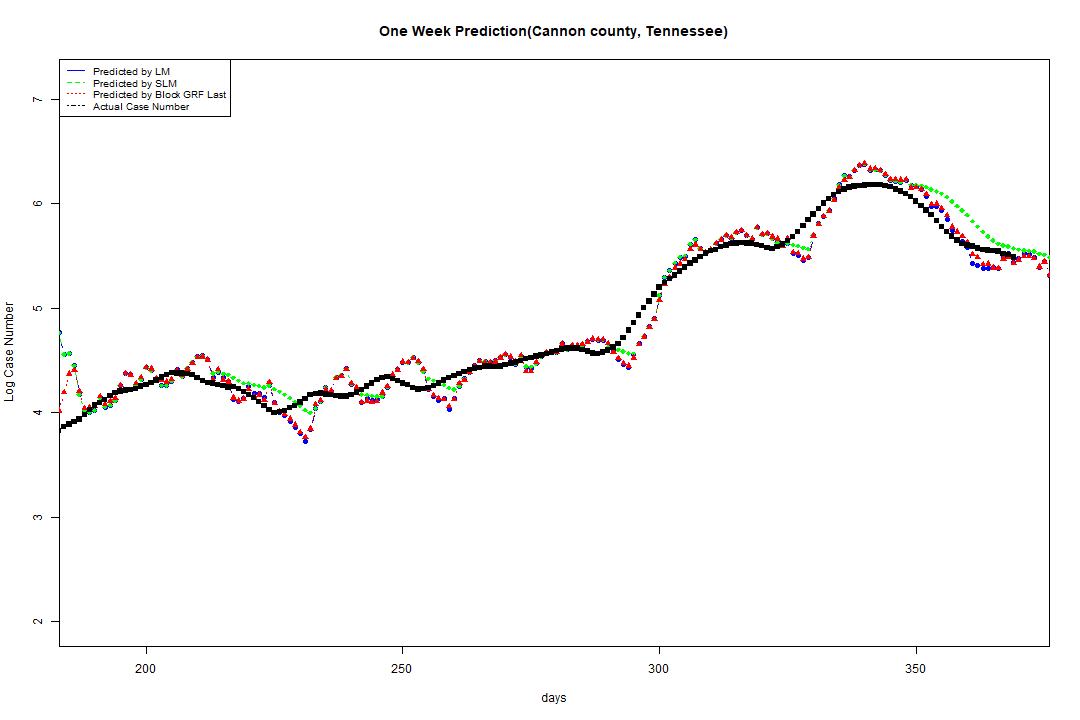 One Week Prediction(Cannon county, Tennessee)
Predicted by LM
Predicted by SLM
Predicted by Block GRF Last
Actual Case Number
7
6
5
4
3
2
Log Case Number
200 250 300 350
days